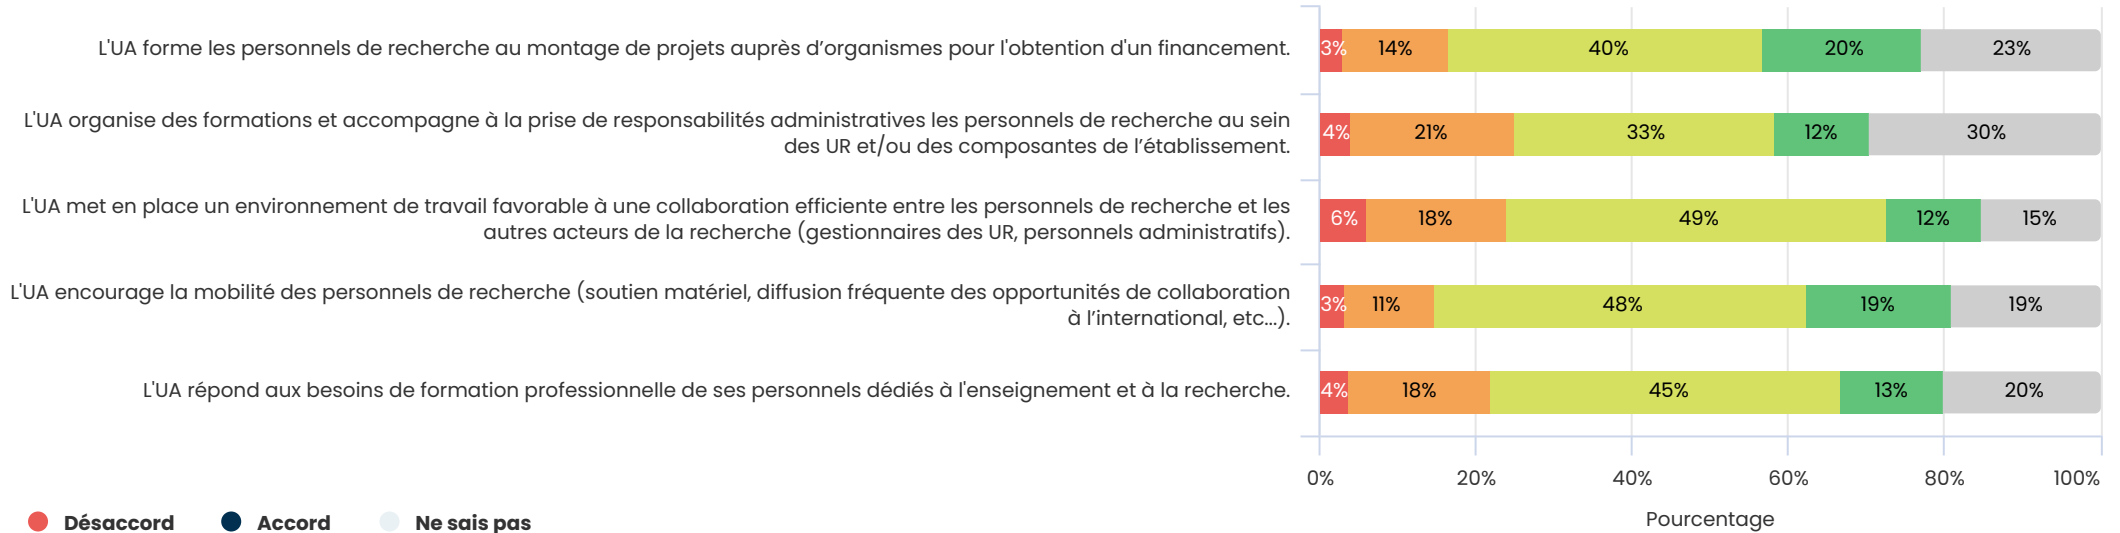 L'UA forme les personnels de recherche au montage de projets auprès d’organismes pour l'obtention d'un financement.
3% 14% 40% 20% 23%
L'UA organise des formations et accompagne à la prise de responsabilités administratives les personnels de recherche au sein
des UR et/ou des composantes de l’établissement.
4% 21% 33% 12% 30%
L'UA met en place un environnement de travail favorable à une collaboration efficiente entre les personnels de recherche et les
autres acteurs de la recherche (gestionnaires des UR, personnels administratifs).
6% 18% 49% 12% 15%
L'UA encourage la mobilité des personnels de recherche (soutien matériel, diffusion fréquente des opportunités de collaboration
à l’international, etc...).
3% 11% 48% 19% 19%
L'UA répond aux besoins de formation professionnelle de ses personnels dédiés à l'enseignement et à la recherche.
4% 18% 45% 13% 20%
0% 20% 40% 60% 80% 100%
Pourcentage
Désaccord Accord Ne sais pas